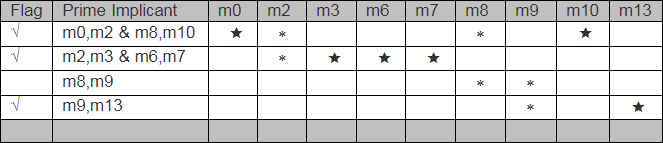 Flag Prime Implicant m0 m2 m3 m6 m7 m8 m9 m10 m13
√ m0,m2 & m8,m10 ★ * * ★
√ m2,m3 & m6,m7 * ★ ★ ★
m8,m9 * *
√ m9,m13 * ★